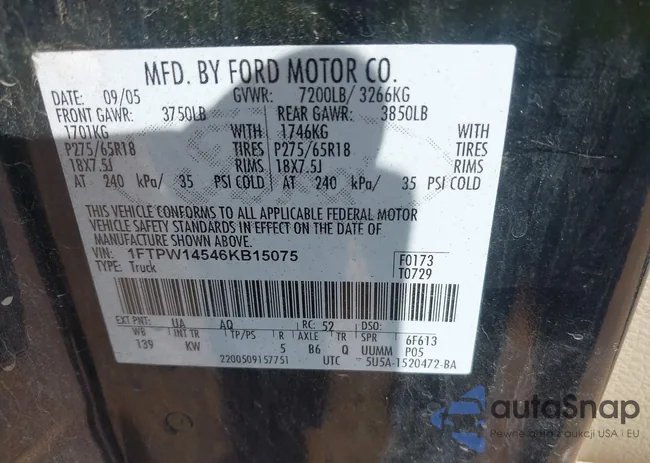 MFD. BY FORD MOTOR CO.
DATE: 09/05 GVWR: 7200LB/ 3266KG
FRONT GAWR: 3750LB REAR GAWR: 3850LB
1701KG WITH 1746KG WITH
P275/65R18 TIRES P275/65R18 TIRES
18X7.5J RIMS 18X7.5J RIMS
AT 240 kPa/ 35 PSI COLD AT 240 kPa/ 35 PSI COLD
THIS VEHICLE CONFORMS TO ALL APPLICABLE FEDERAL MOTOR
VEHICLE SAFETY STANDARDS IN EFFECT ON THE DATE OF
MANUFACTURE SHOWN ABOVE.
VIN: 1FTPW14546KB15075 F0173
TYPE: Truck T0729
EXT PNT: UA AQ RC: 52 DSO:
WB INT TR TP/PS R AXLE TR SPR 6F613
139 KW 5 B6 Q UUMM P05
2200509157751 UTC 5U5A-1520472-BA
autoSnap
Pewne auta z aukcji USA i EU